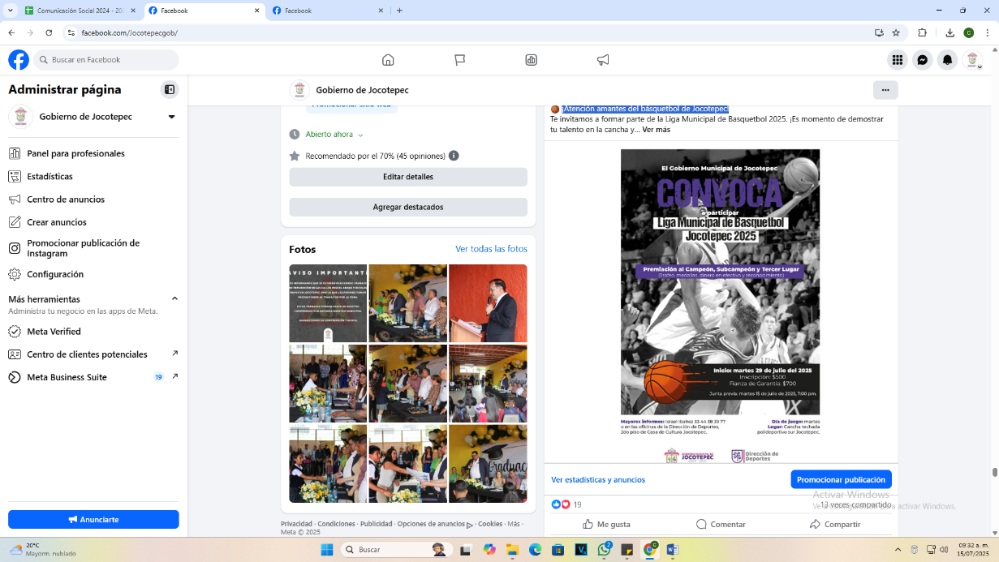 Comunicación Social 2024 - 202
Facebook
Facebook
facebook.com/Jocotepecgob/
Buscar en Facebook
Administrar página
Gobierno de Jocotepec
Panel para profesionales
Estadísticas
Centro de anuncios
Crear anuncios
Promocionar publicación de
Instagram
Configuración
Más herramientas
Administra tu negocio en las apps de Meta.
Meta Verified
Centro de clientes potenciales
Meta Business Suite
19
Anunciarte
Gobierno de Jocotepec
Promocionar sitio web
Abierto ahora
Recomendado por el 70% (45 opiniones)
Editar detalles
Agregar destacados
Fotos
Ver todas las fotos
AVISO IMPORTANTE
Graduac
Privacidad · Condiciones · Publicidad · Opciones de anuncios · Cookies · Más ·
Meta © 2025
¡Atención amantes del básquetbol de Jocotepec!
Te invitamos a formar parte de la Liga Municipal de Basquetbol 2025. ¡Es momento de demostrar
tu talento en la cancha y... Ver más
El Gobierno Municipal de Jocotepec
CONVOCA
a participar
Liga Municipal de Basquetbol
Jocotepec 2025
Premiación al Campeón, Subcampeón y Tercer Lugar
(Trofeo, medallas, dinero en efectivo y reconocimiento)
Inicio: martes 29 de julio del 2025
Inscripción: $500
Fianza de Garantía: $700
Junta previa: martes 15 de julio de 2025, 7:00 pm.
Mayores informes: Israel Ibáñez 33 44 38 39 77
o en las oficinas de la Dirección de Deportes,
2do piso de Casa de Cultura Jocotepec.
Día de juego: martes
Lugar: Cancha techada
polideportivo sur Jocotepec.
JOCOTEPEC
Dirección de
Deportes
Ver estadísticas y anuncios
Promocionar publicación
19
13 veces compartido
Me gusta
Comentar
Compartir
Activar Windows
Ve a Configuración para activar Windows.
20°C
Mayorm. nublado
Buscar
2
09:32 a. m.
15/07/2025